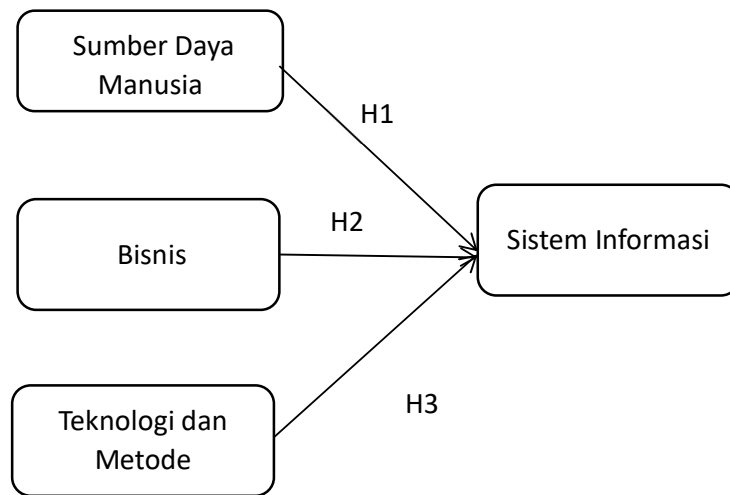 Sumber Daya
Manusia
H1
H2
Bisnis
Sistem Informasi
Teknologi dan
Metode
H3